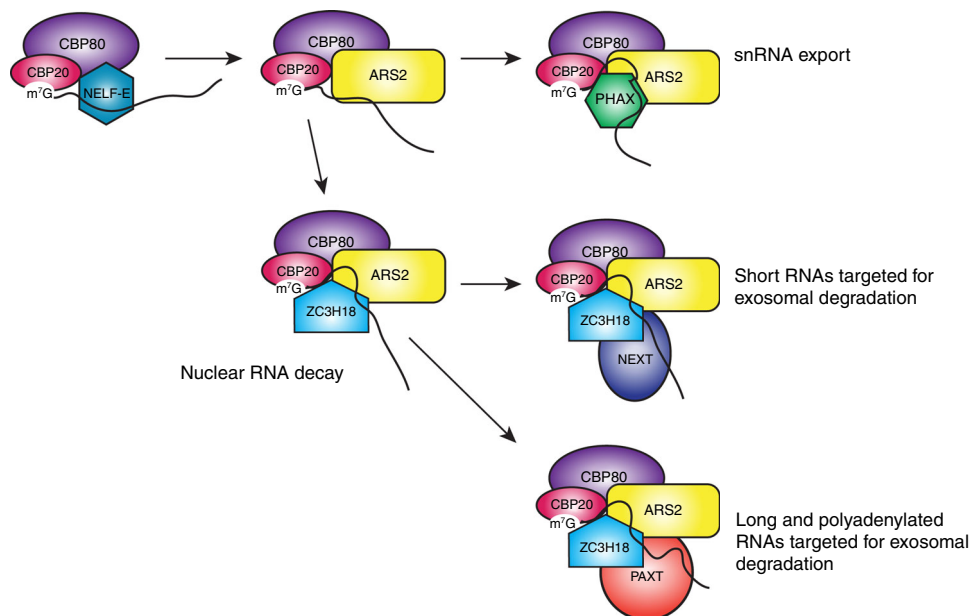 CBP80
CBP20
m⁷G
NELF-E
CBP80
CBP20
m⁷G
ARS2
CBP80
CBP20
m⁷G
ARS2
PHAX
snRNA export
CBP80
CBP20
m⁷G
ARS2
ZC3H18
Nuclear RNA decay
CBP80
CBP20
m⁷G
ARS2
ZC3H18
NEXT
Short RNAs targeted for
exosomal degradation
CBP80
CBP20
m⁷G
ARS2
ZC3H18
PAXT
Long and polyadenylated
RNAs targeted for exosomal
degradation